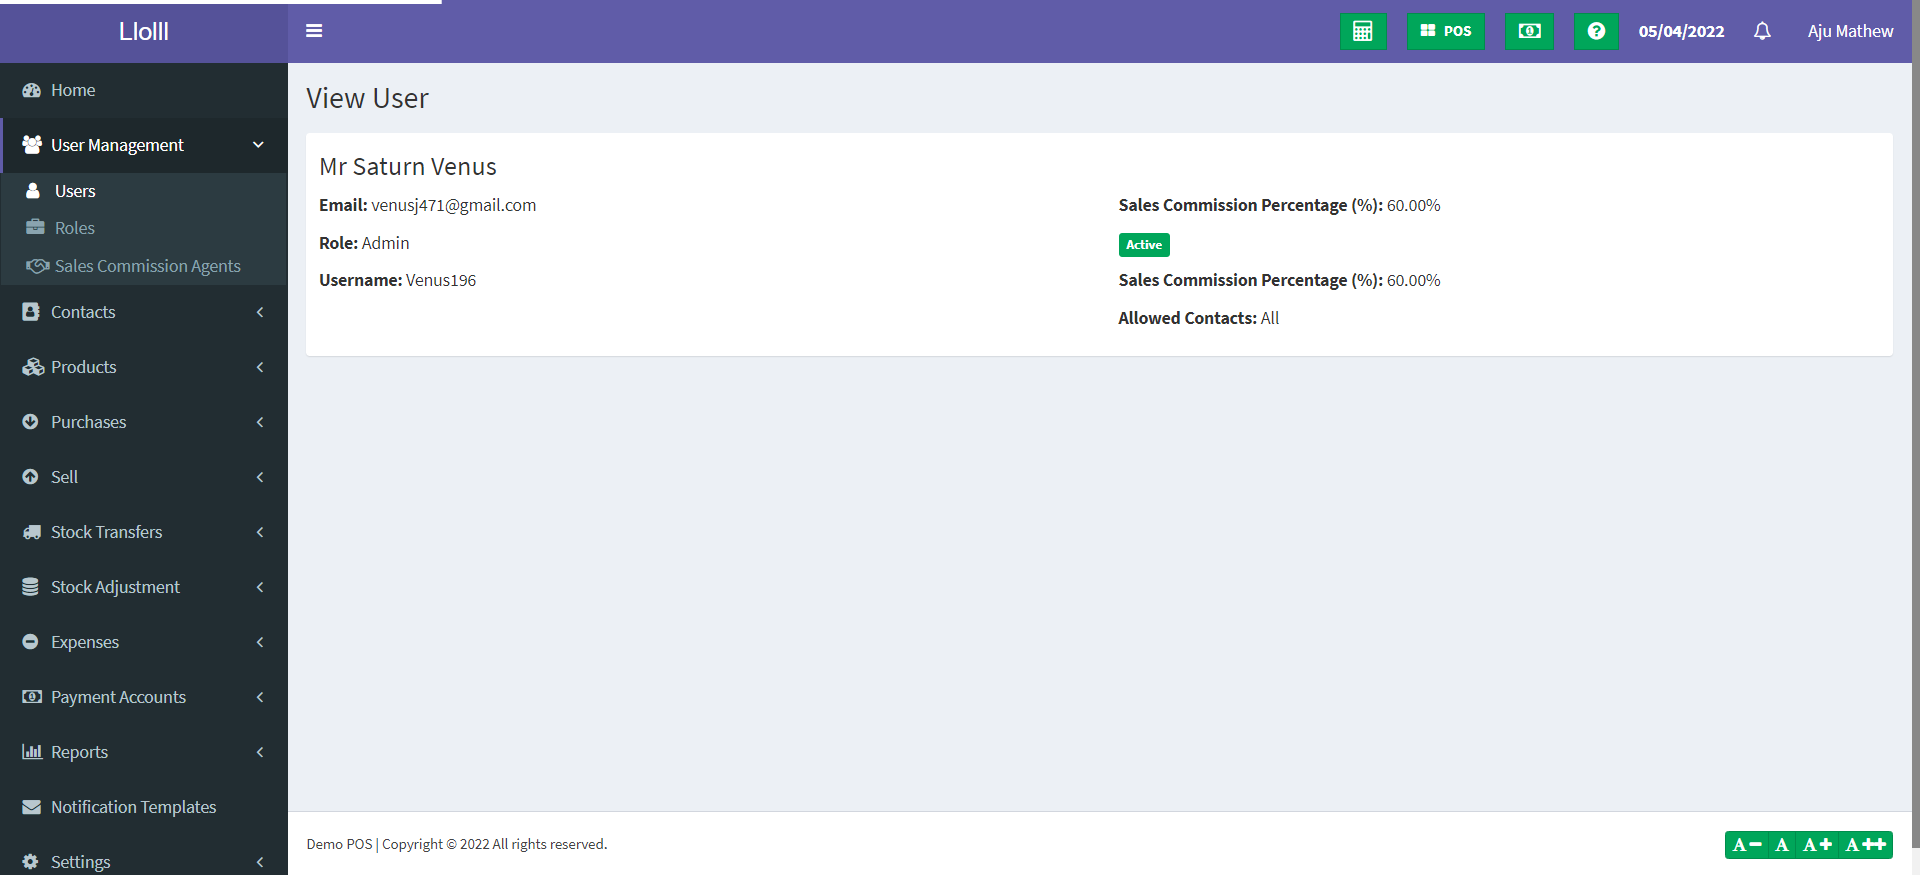 Llolll
POS
05/04/2022
Aju Mathew
Home
User Management
Users
Roles
Sales Commission Agents
Contacts
Products
Purchases
Sell
Stock Transfers
Stock Adjustment
Expenses
Payment Accounts
Reports
Notification Templates
Settings
View User
Mr Saturn Venus
Email: venusj471@gmail.com
Role: Admin
Username: Venus196
Sales Commission Percentage (%): 60.00%
Active
Sales Commission Percentage (%): 60.00%
Allowed Contacts: All
Demo POS | Copyright © 2022 All rights reserved.
A- A A+ A++